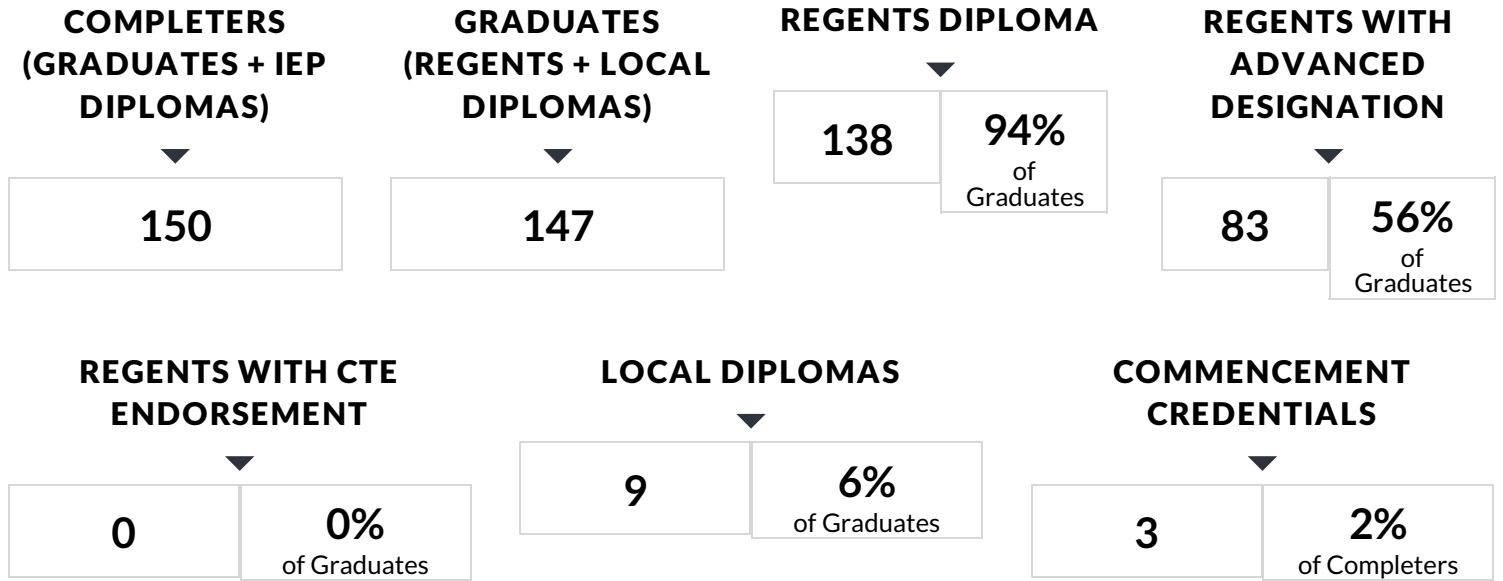 COMPLETERS
(GRADUATES + IEP
DIPLOMAS)
150
GRADUATES
(REGENTS + LOCAL
DIPLOMAS)
147
REGENTS DIPLOMA
138
94%
of
Graduates
REGENTS WITH
ADVANCED
DESIGNATION
83
56%
of
Graduates
REGENTS WITH CTE
ENDORSEMENT
0
0%
of Graduates
LOCAL DIPLOMAS
9
6%
of Graduates
COMMENCEMENT
CREDENTIALS
3
2%
of Completers